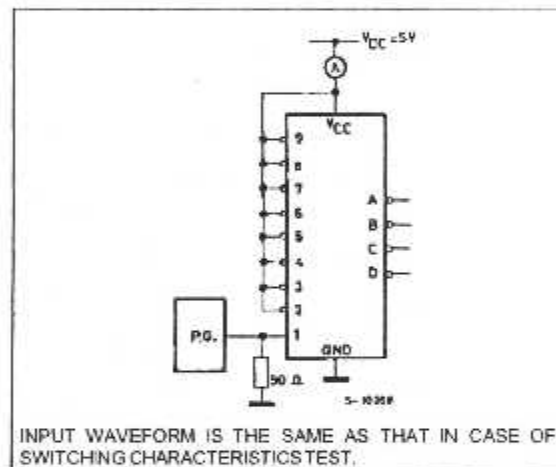 VCC = 5V
A
VCC
9
8
7
6
5
4
3
2
1
A
B
C
D
P.G.
GND
50 Ω
INPUT WAVEFORM IS THE SAME AS THAT IN CASE OF
SWITCHING CHARACTERISTICS TEST.